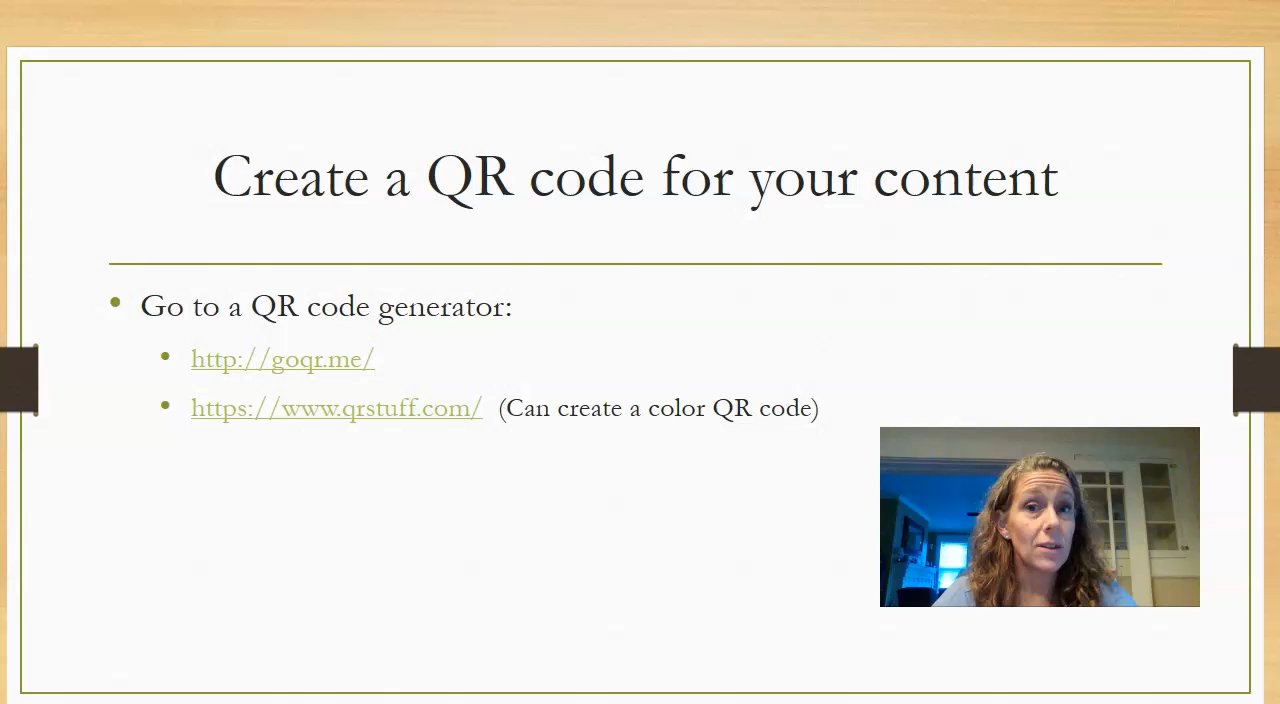 Create a QR code for your content
Go to a QR code generator:
http://goqr.me/
https://www.qrstuff.com/ (Can create a color QR code)